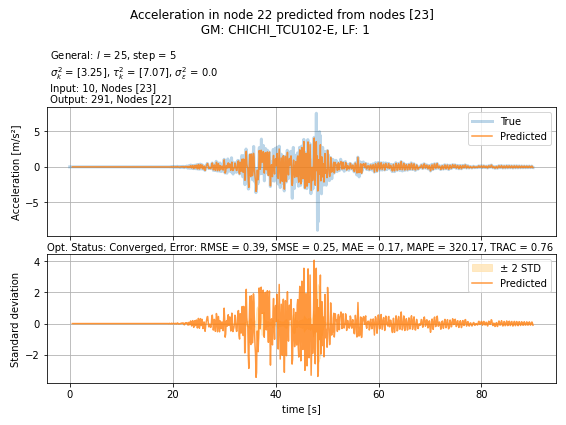 Acceleration in node 22 predicted from nodes [23]
GM: CHICHI_TCU102-E, LF: 1
General: l = 25, step = 5
σ²ₖ = [3.25], τ²ₖ = [7.07], σ²ε = 0.0
Input: 10, Nodes [23]
Output: 291, Nodes [22]
Acceleration [m/s²]
5
0
−5
True
Predicted
Opt. Status: Converged, Error: RMSE = 0.39, SMSE = 0.25, MAE = 0.17, MAPE = 320.17, TRAC = 0.76
Standard deviation
4
2
0
−2
± 2 STD
Predicted
0 20 40 60 80
time [s]